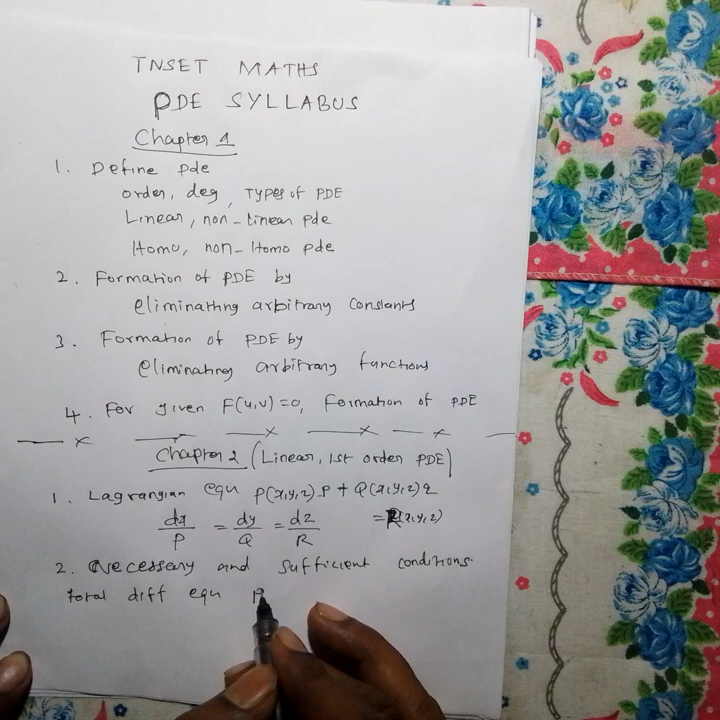 TNSET MATHS
PDE SYLLABUS
Chapter 1
1. Define pde
order, deg, Types of PDE
Linear, non-linear pde
Homo, non-Homo pde
2. Formation of PDE by
eliminating arbitrary constants
3. Formation of PDE by
eliminating arbitrary functions
4. For given F(u,v)=0, Formation of PDE
Chapter 2 (Linear, 1st order PDE)
1. Lagrangian equ P(x,y,z)p + Q(x,y,z)q
= R(x,y,z)
dx/P = dy/Q = dz/R
2. Necessary and sufficient conditions.
total diff equ